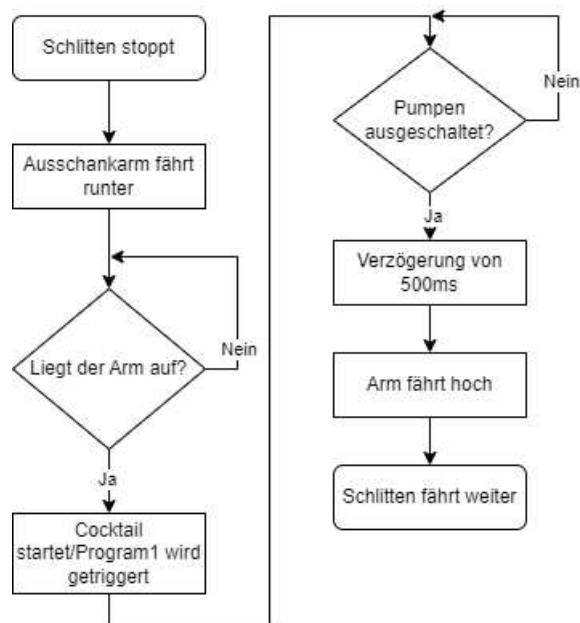 Schlitten stoppt
Ausschankarm fährt
runter
Nein
Liegt der Arm auf?
Ja
Cocktail
startet/Program1 wird
getriggert
Nein
Pumpen
ausgeschaltet?
Ja
Verzögerung von
500ms
Arm fährt hoch
Schlitten fährt weiter